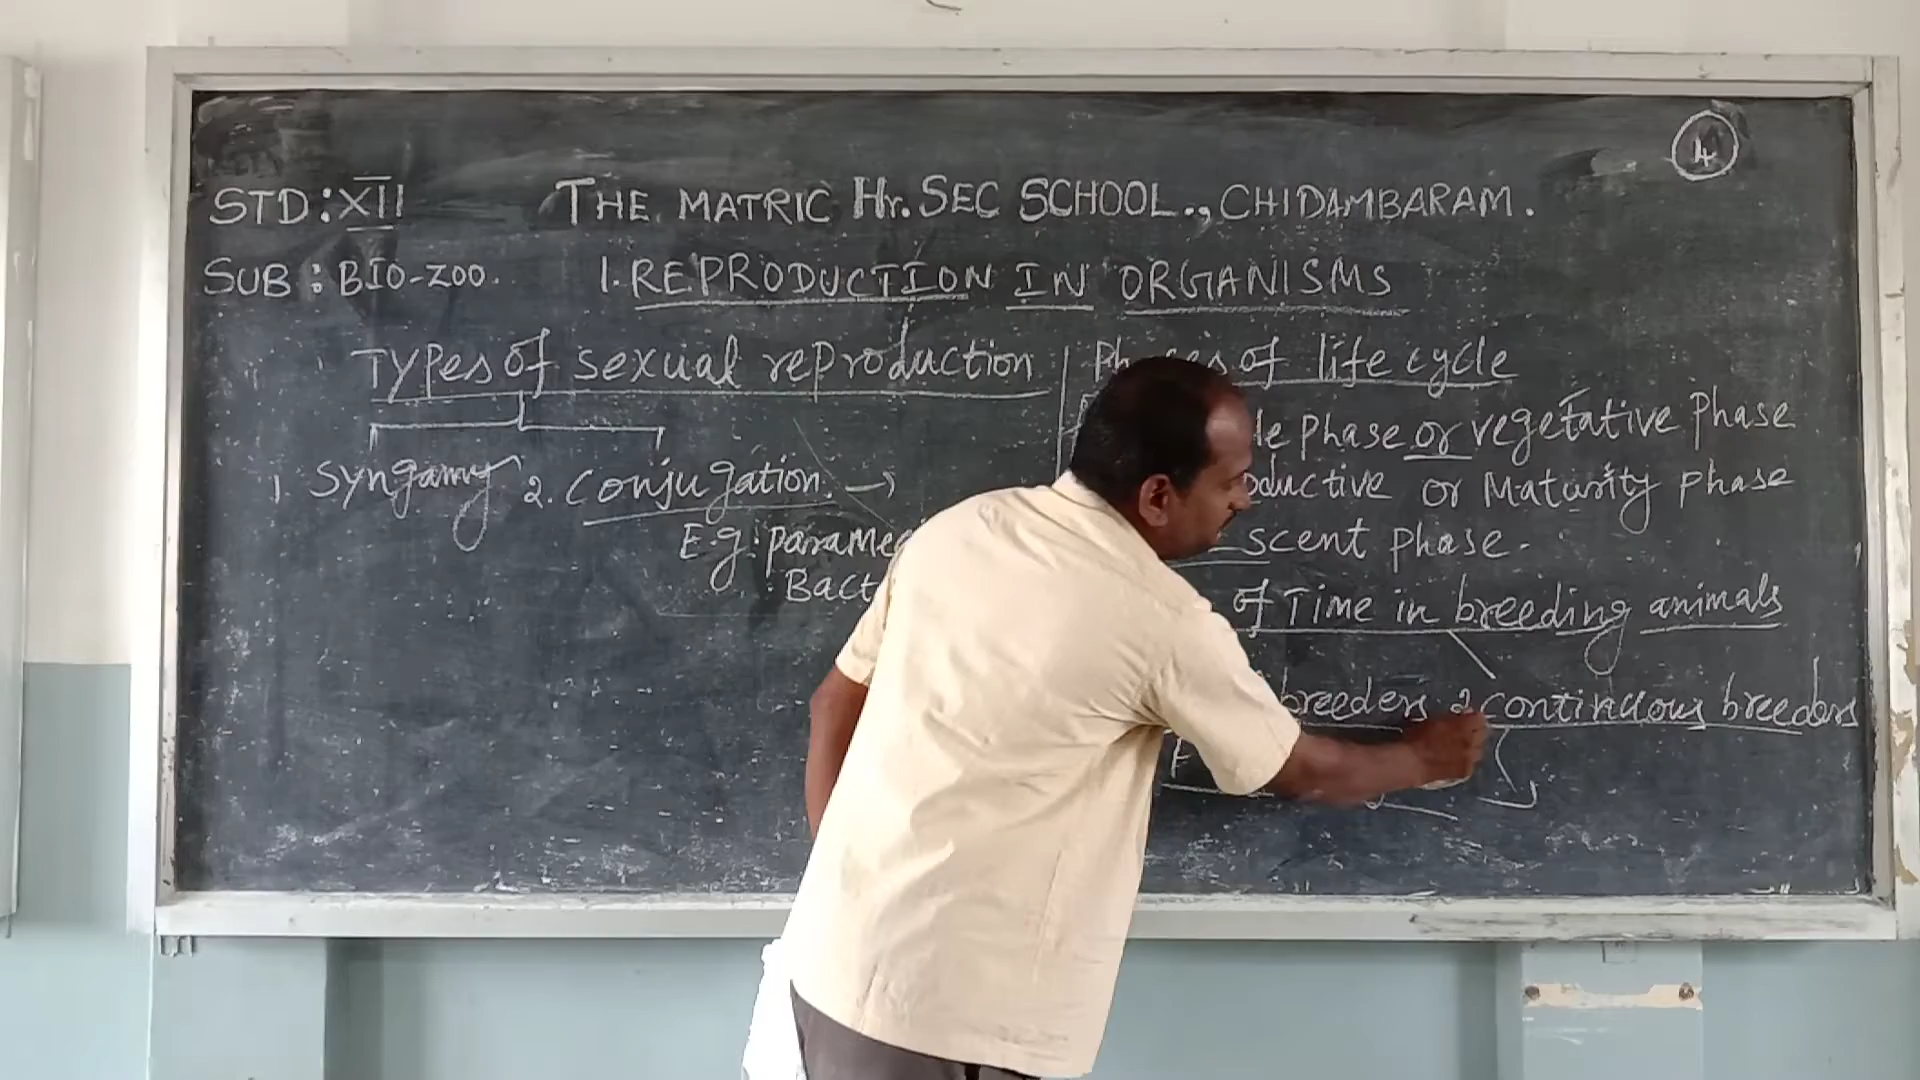 4
STD: XII THE MATRIC Hr. SEC SCHOOL., CHIDAMBARAM.
SUB: BIO-ZOO. 1. REPRODUCTION IN ORGANISMS
Types of sexual reproduction
1. Syngamy 2. Conjugation. →
E.g: parame
Bact
of life cycle
le phase or vegetative phase
oductive or Maturity phase
scent phase.
of Time in breeding animals
breeders 2 continuous breeders